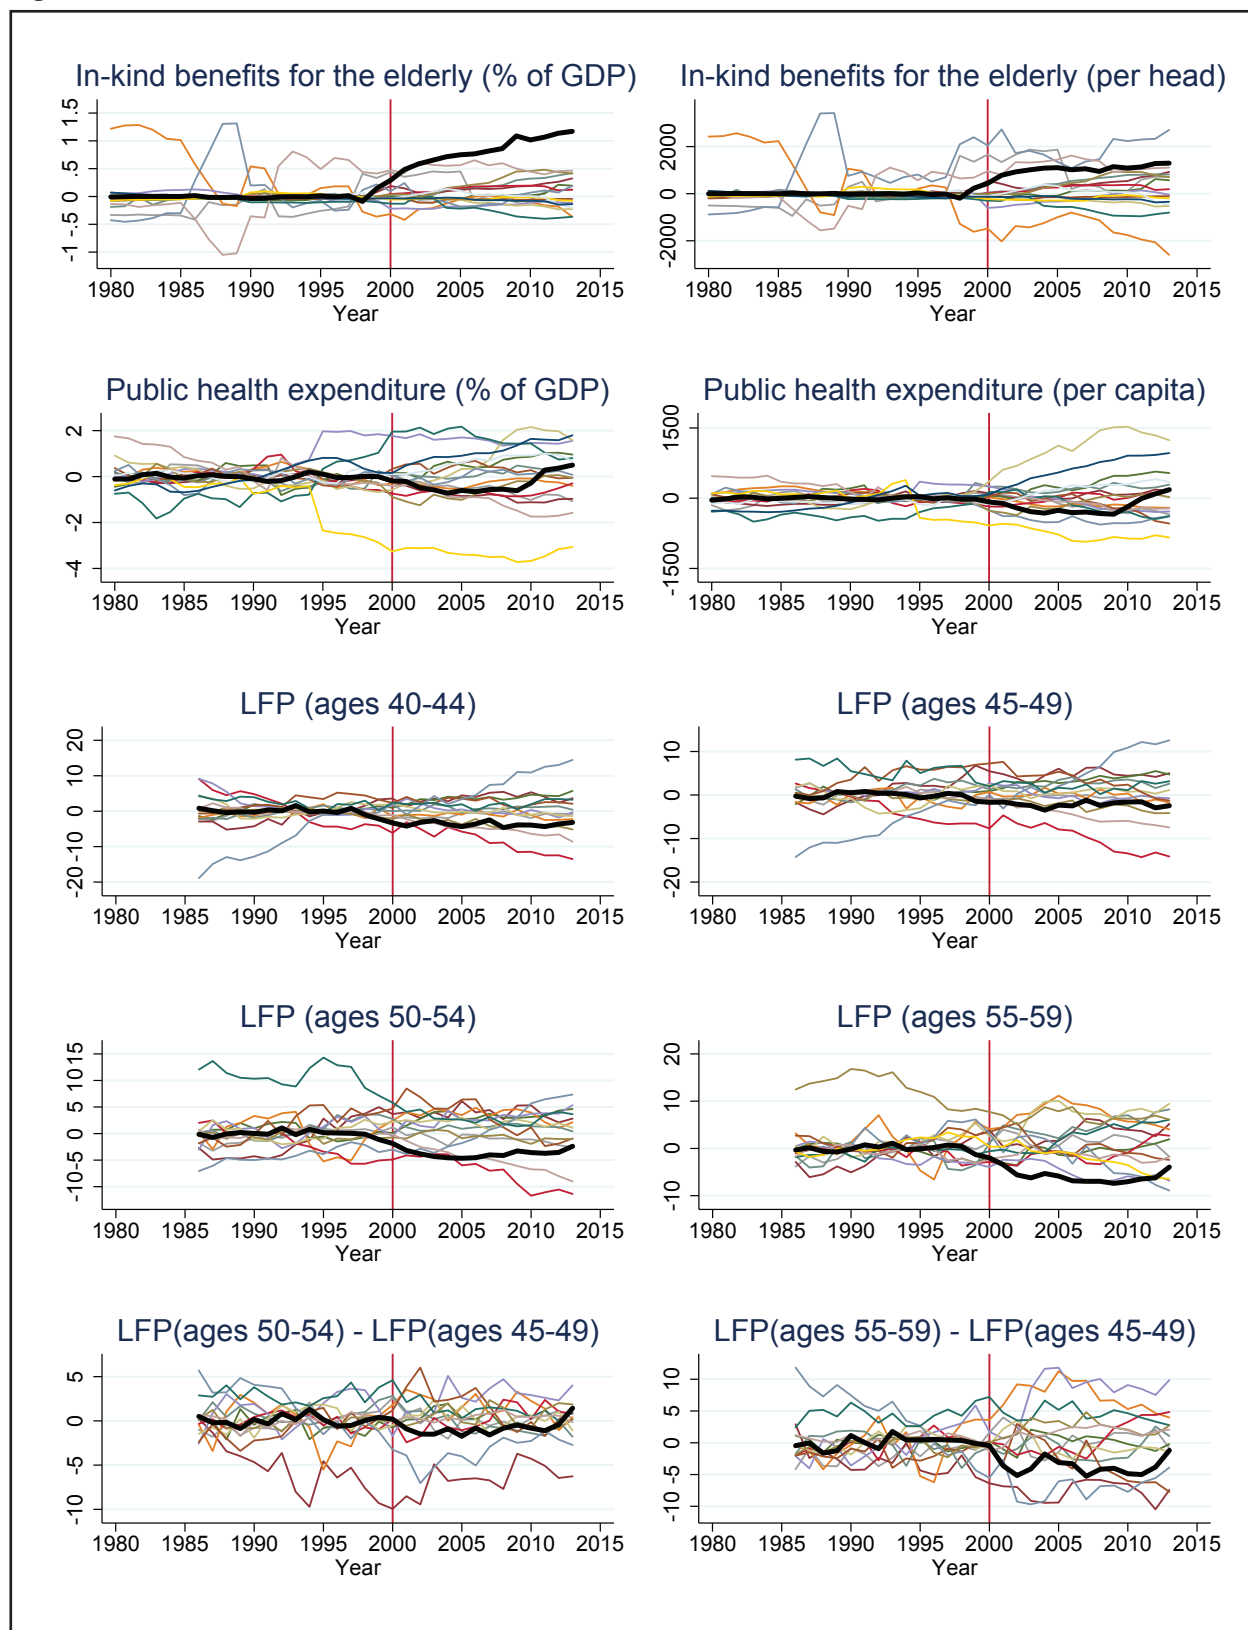 In-kind benefits for the elderly (% of GDP)
-1 -.5 0 .5 1 1.5
1980 1985 1990 1995 2000 2005 2010 2015
Year
In-kind benefits for the elderly (per head)
-2000 0 2000
1980 1985 1990 1995 2000 2005 2010 2015
Year
Public health expenditure (% of GDP)
-4 -2 0 2
1980 1985 1990 1995 2000 2005 2010 2015
Year
Public health expenditure (per capita)
-1500 0 1500
1980 1985 1990 1995 2000 2005 2010 2015
Year
LFP (ages 40-44)
-20 -10 0 10 20
1980 1985 1990 1995 2000 2005 2010 2015
Year
LFP (ages 45-49)
-20 -10 0 10
1980 1985 1990 1995 2000 2005 2010 2015
Year
LFP (ages 50-54)
-10 -5 0 5 10 15
1980 1985 1990 1995 2000 2005 2010 2015
Year
LFP (ages 55-59)
-10 0 10 20
1980 1985 1990 1995 2000 2005 2010 2015
Year
LFP(ages 50-54) - LFP(ages 45-49)
-10 -5 0 5
1980 1985 1990 1995 2000 2005 2010 2015
Year
LFP(ages 55-59) - LFP(ages 45-49)
-10 -5 0 5 10
1980 1985 1990 1995 2000 2005 2010 2015
Year